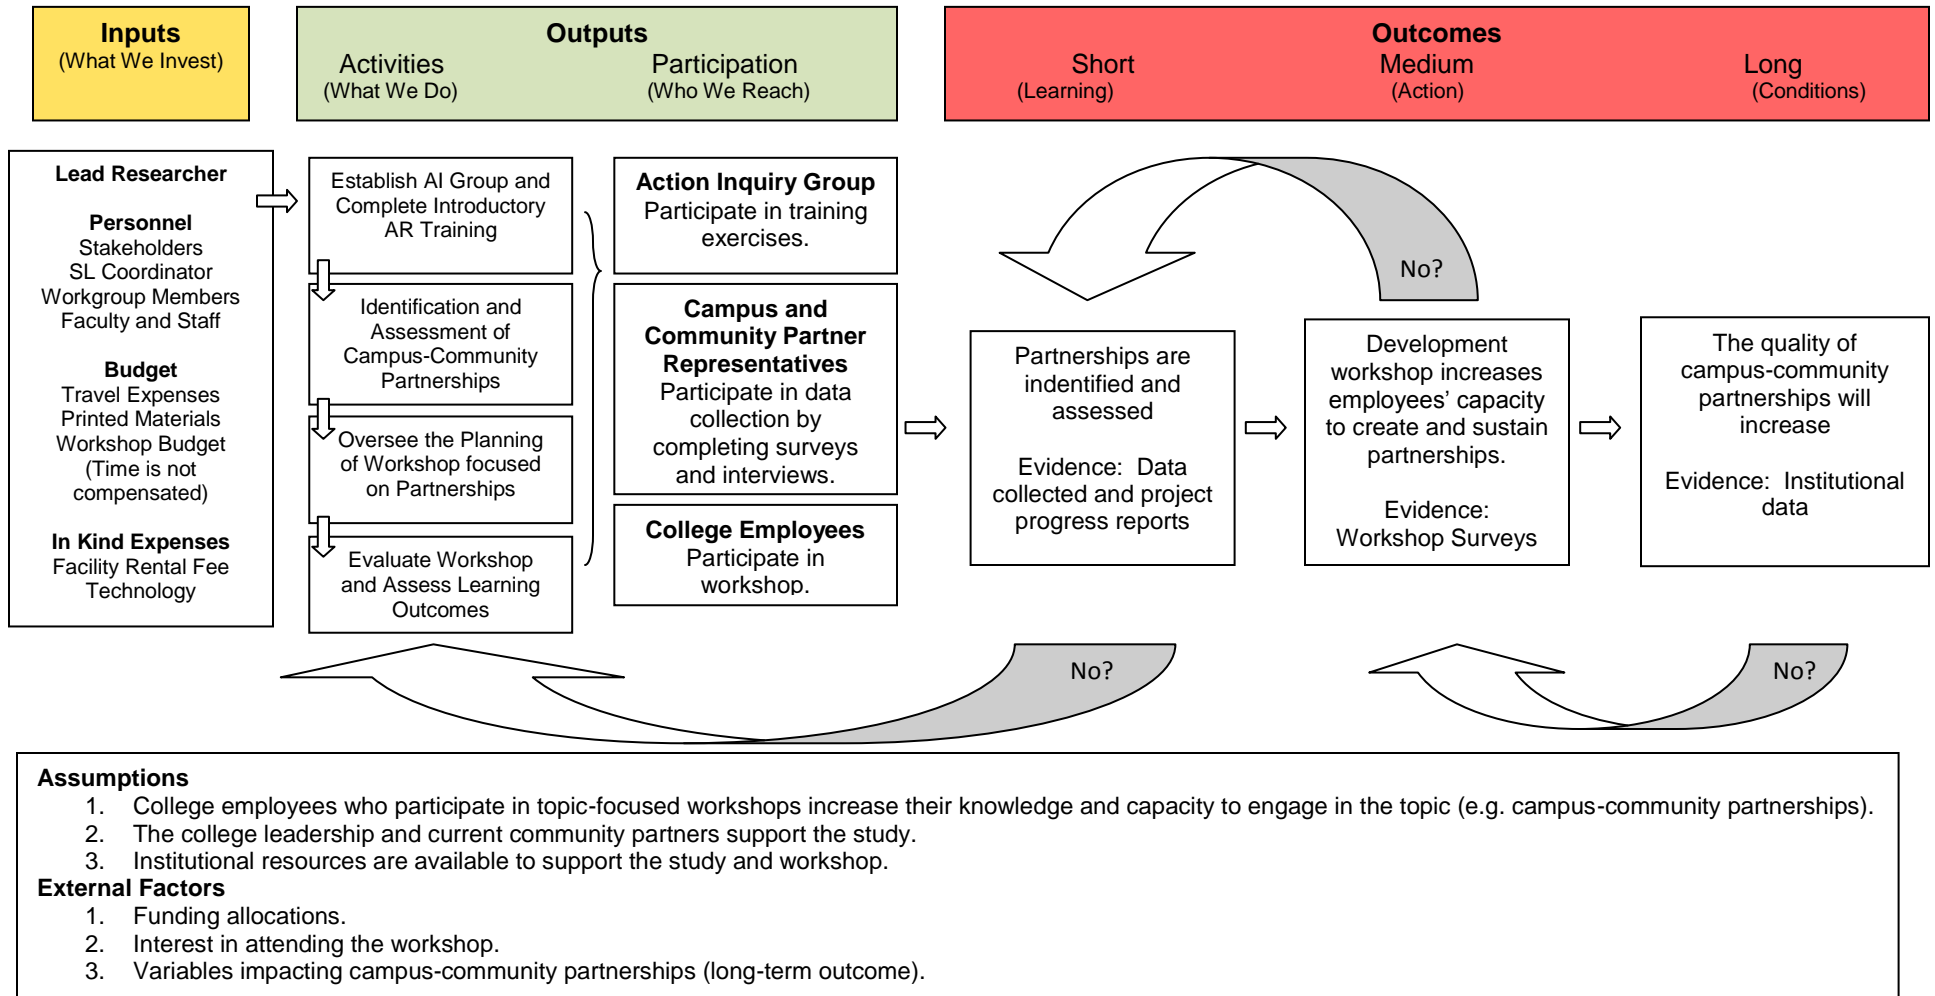 Inputs
(What We Invest)
Outputs
Activities
(What We Do)
Participation
(Who We Reach)
Outcomes
Short
(Learning)
Medium
(Action)
Long
(Conditions)
Lead Researcher
Personnel
Stakeholders
SL Coordinator
Workgroup Members
Faculty and Staff
Budget
Travel Expenses
Printed Materials
Workshop Budget
(Time is not
compensated)
In Kind Expenses
Facility Rental Fee
Technology
Establish AI Group and
Complete Introductory
AR Training
Identification and
Assessment of
Campus-Community
Partnerships
Oversee the Planning
of Workshop focused
on Partnerships
Evaluate Workshop
and Assess Learning
Outcomes
Action Inquiry Group
Participate in training
exercises.
Campus and
Community Partner
Representatives
Participate in data
collection by
completing surveys
and interviews.
College Employees
Participate in
workshop.
No?
Partnerships are
indentified and
assessed
Evidence: Data
collected and project
progress reports
Development
workshop increases
employees’ capacity
to create and sustain
partnerships.
Evidence:
Workshop Surveys
The quality of
campus-community
partnerships will
increase
Evidence: Institutional
data
No?
No?
Assumptions
1. College employees who participate in topic-focused workshops increase their knowledge and capacity to engage in the topic (e.g. campus-community partnerships).
2. The college leadership and current community partners support the study.
3. Institutional resources are available to support the study and workshop.
External Factors
1. Funding allocations.
2. Interest in attending the workshop.
3. Variables impacting campus-community partnerships (long-term outcome).